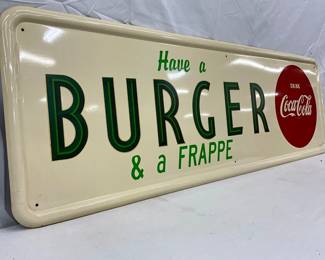 Have a
BURGER
& a FRAPPE
DRINK
Coca-Cola